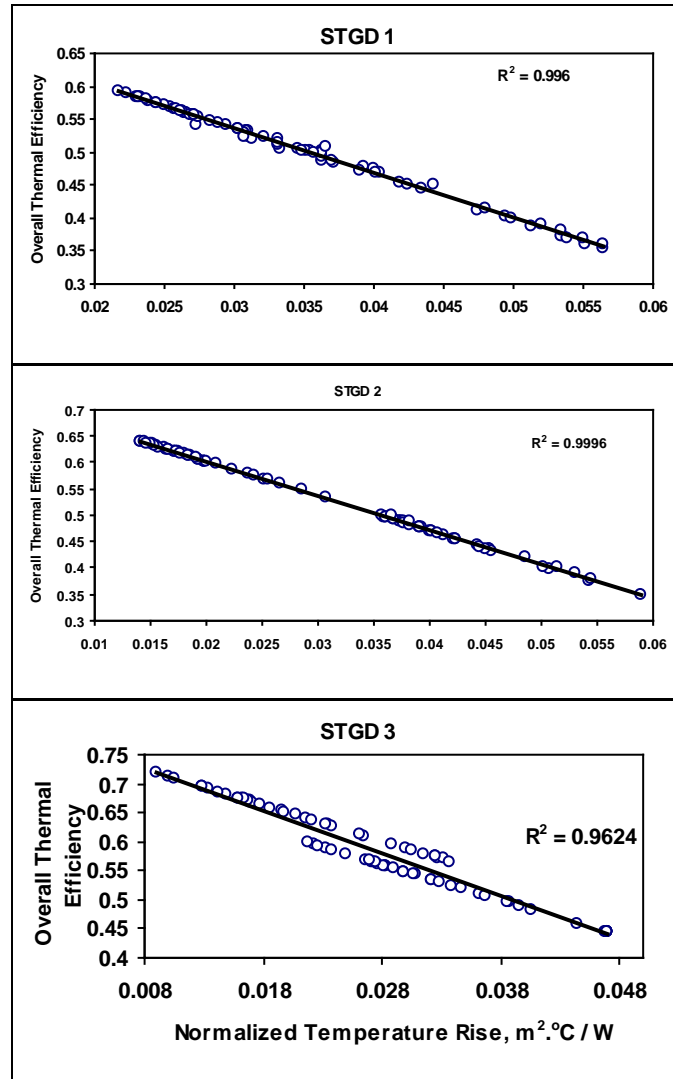 STGD 1
R² = 0.996
Overall Thermal Efficiency
0.65
0.6
0.55
0.5
0.45
0.4
0.35
0.3
0.02 0.025 0.03 0.035 0.04 0.045 0.05 0.055 0.06
STGD 2
R² = 0.9996
Overall Thermal Efficiency
0.7
0.65
0.6
0.55
0.5
0.45
0.4
0.35
0.3
0.01 0.015 0.02 0.025 0.03 0.035 0.04 0.045 0.05 0.055 0.06
STGD 3
R² = 0.9624
Overall Thermal
Efficiency
0.75
0.7
0.65
0.6
0.55
0.5
0.45
0.4
0.008 0.018 0.028 0.038 0.048
Normalized Temperature Rise, m².ºC / W